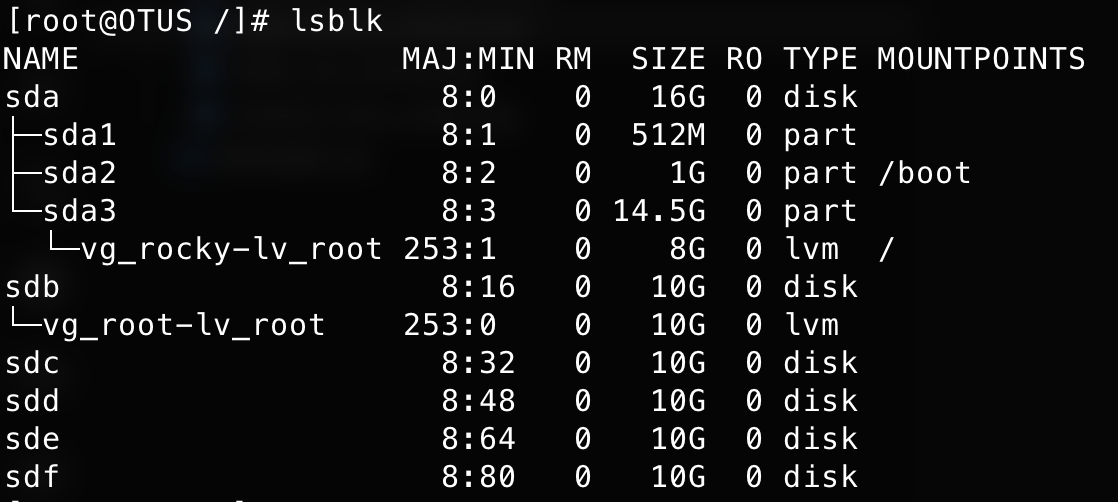 [root@OTUS /]# lsblk
NAME                 MAJ:MIN RM  SIZE RO TYPE MOUNTPOINTS
sda                    8:0    0   16G  0 disk
├─sda1                 8:1    0  512M  0 part
├─sda2                 8:2    0    1G  0 part /boot
└─sda3                 8:3    0 14.5G  0 part
  └─vg_rocky-lv_root 253:1    0    8G  0 lvm  /
sdb                    8:16   0   10G  0 disk
└─vg_root-lv_root    253:0    0   10G  0 lvm
sdc                    8:32   0   10G  0 disk
sdd                    8:48   0   10G  0 disk
sde                    8:64   0   10G  0 disk
sdf                    8:80   0   10G  0 disk